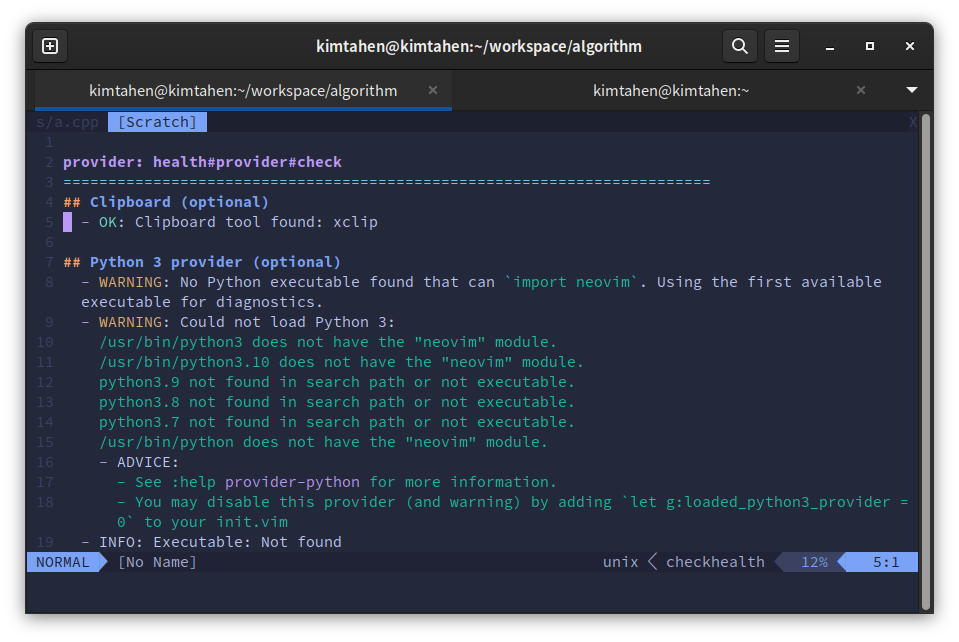 kimtahen@kimtahen:~/workspace/algorithm
kimtahen@kimtahen:~/workspace/algorithm × kimtahen@kimtahen:~ ×
s/a.cpp [Scratch] X
1
2 provider: health#provider#check
3 ========================================================================
4 ## Clipboard (optional)
5 - OK: Clipboard tool found: xclip
6
7 ## Python 3 provider (optional)
8 - WARNING: No Python executable found that can `import neovim`. Using the first available
executable for diagnostics.
9 - WARNING: Could not load Python 3:
10 /usr/bin/python3 does not have the "neovim" module.
11 /usr/bin/python3.10 does not have the "neovim" module.
12 python3.9 not found in search path or not executable.
13 python3.8 not found in search path or not executable.
14 python3.7 not found in search path or not executable.
15 /usr/bin/python does not have the "neovim" module.
16 - ADVICE:
17 - See :help provider-python for more information.
18 - You may disable this provider (and warning) by adding `let g:loaded_python3_provider =
0` to your init.vim
19 - INFO: Executable: Not found
NORMAL [No Name] unix checkhealth 12% 5:1